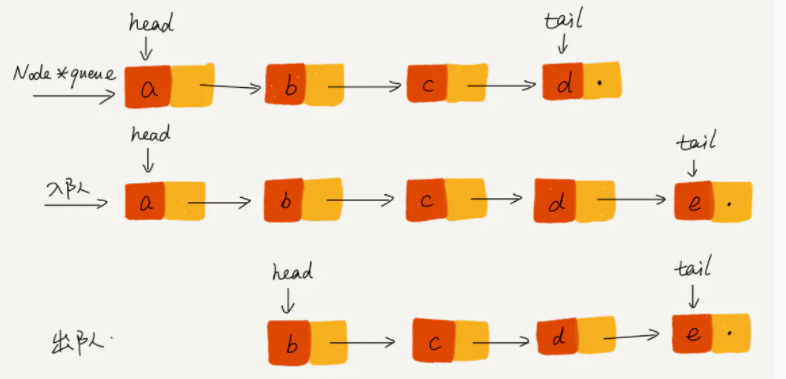 head tail
Node*queue a b c d
head tail
入队 a b c d e
head tail
出队. b c d e